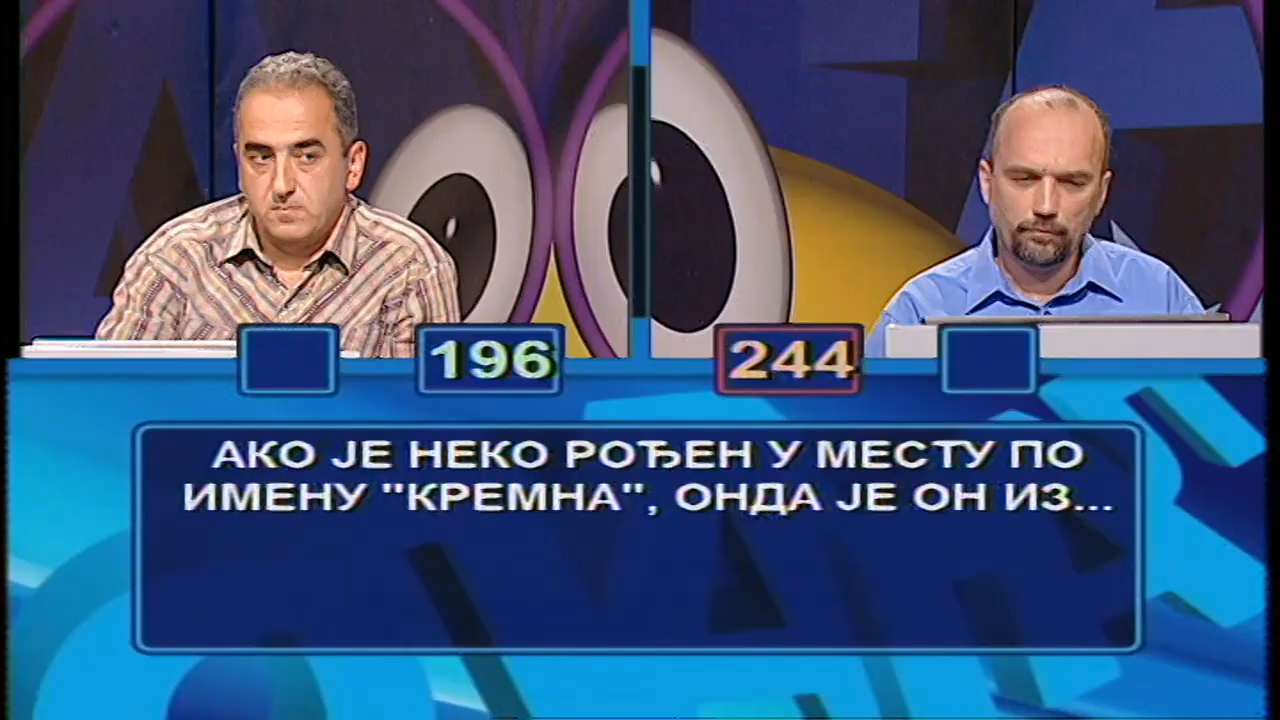 196
244
АКО ЈЕ НЕКО РОЂЕН У МЕСТУ ПО
ИМЕНУ "КРЕМНА", ОНДА ЈЕ ОН ИЗ...